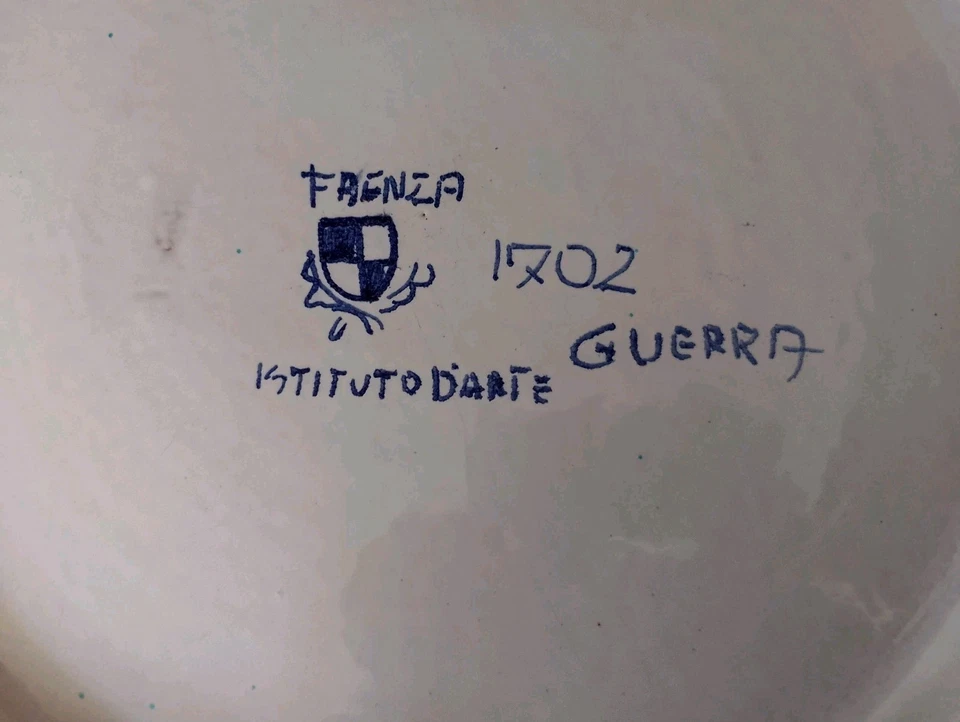 FAENZA
1702
GUERRA
ISTITUTO D'ARTE